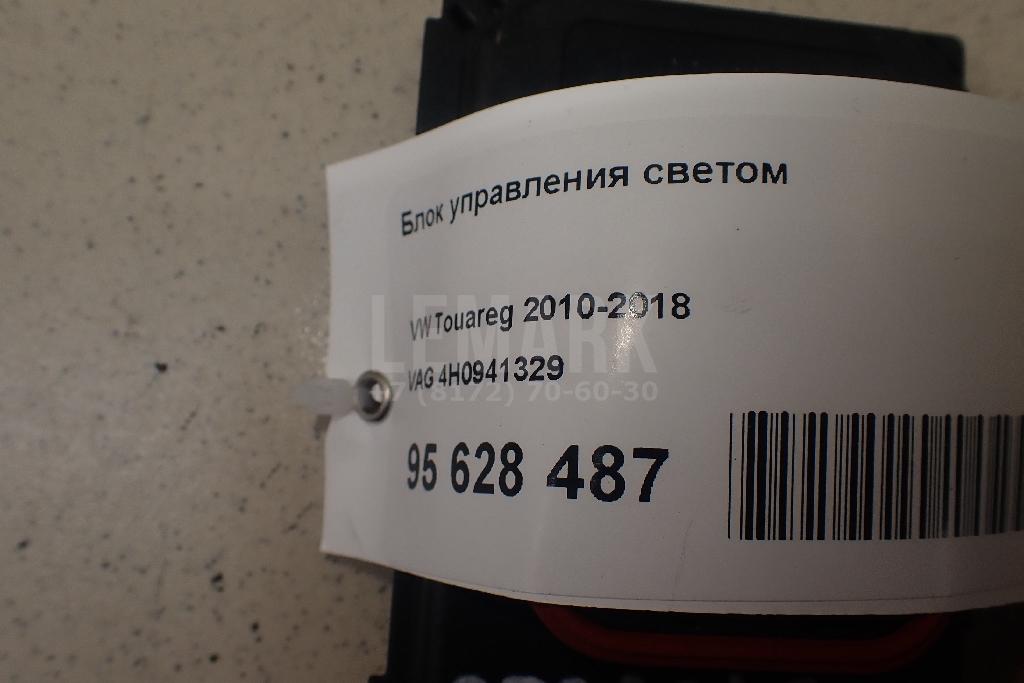 Блок управления светом
VW Touareg 2010-2018
LEMARK
VAG 4H0941329
+7 (8172) 70-60-30
95 628 487